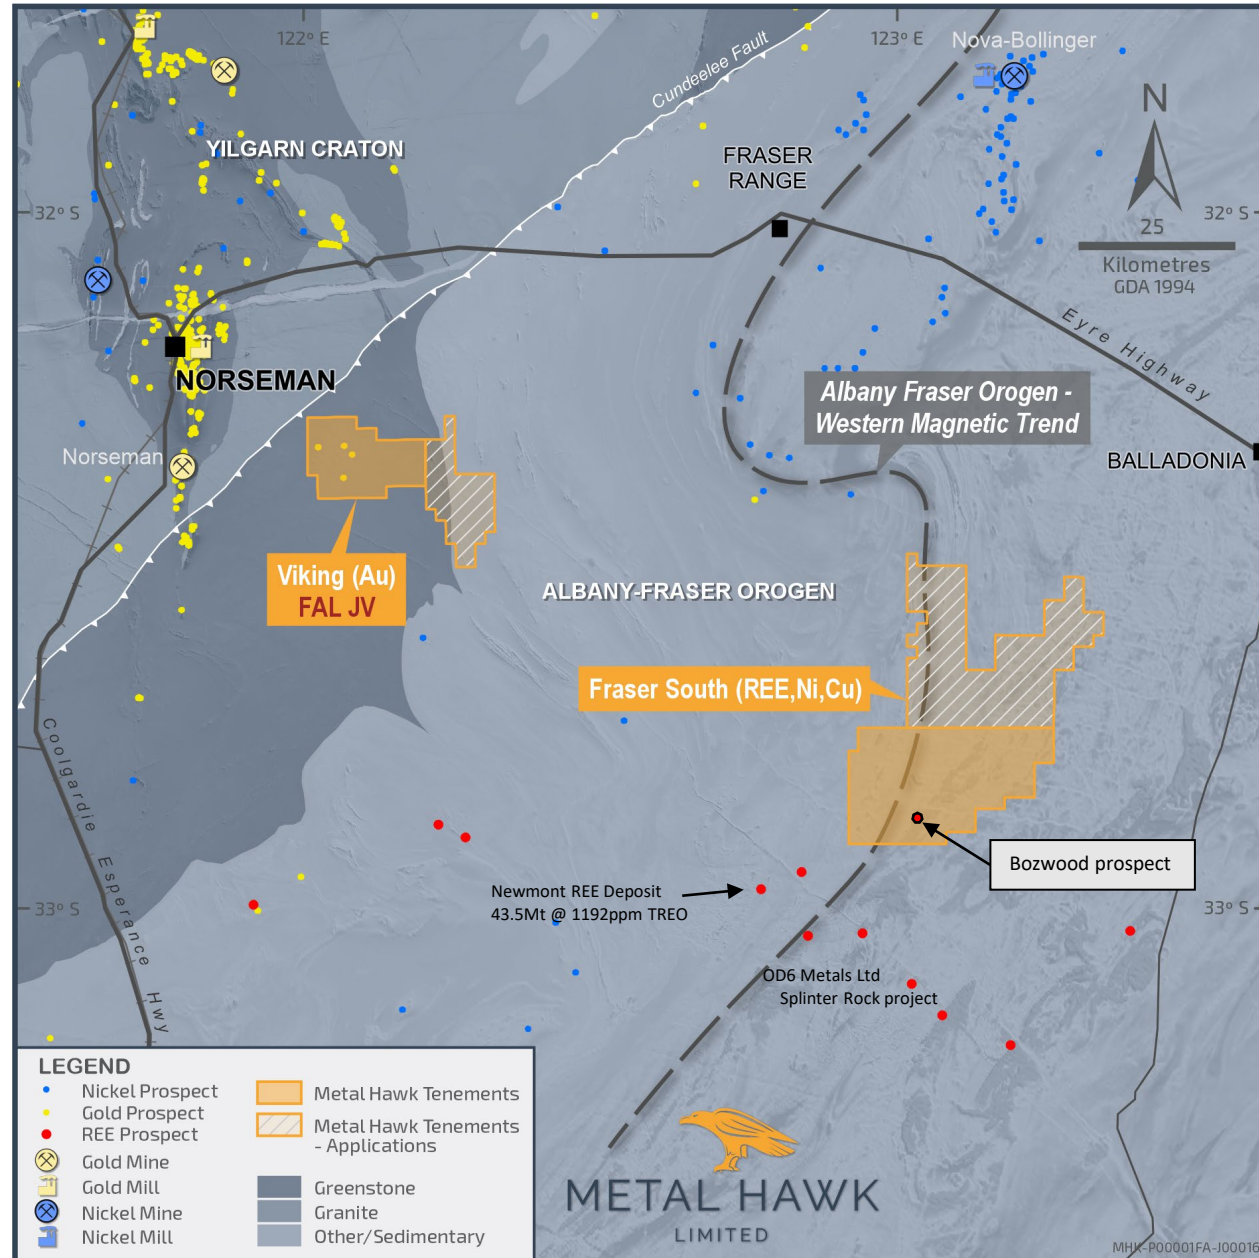 122° E
123° E
Nova-Bollinger
Cundeelee Fault
N
YILGARN CRATON
FRASER
RANGE
32° S
32° S
25
Kilometres
GDA 1994
Eyre Highway
NORSEMAN
Albany Fraser Orogen -
Western Magnetic Trend
Norseman
BALLADONIA
Viking (Au)
FAL JV
ALBANY-FRASER OROGEN
Fraser South (REE,Ni,Cu)
Coolgardie Esperance Hwy
Bozwood prospect
Newmont REE Deposit
43.5Mt @ 1192ppm TREO
33° S
33° S
OD6 Metals Ltd
Splinter Rock project
LEGEND
Nickel Prospect
Gold Prospect
REE Prospect
Gold Mine
Gold Mill
Nickel Mine
Nickel Mill
Metal Hawk Tenements
Metal Hawk Tenements
- Applications
Greenstone
Granite
Other/Sedimentary
METAL HAWK
LIMITED